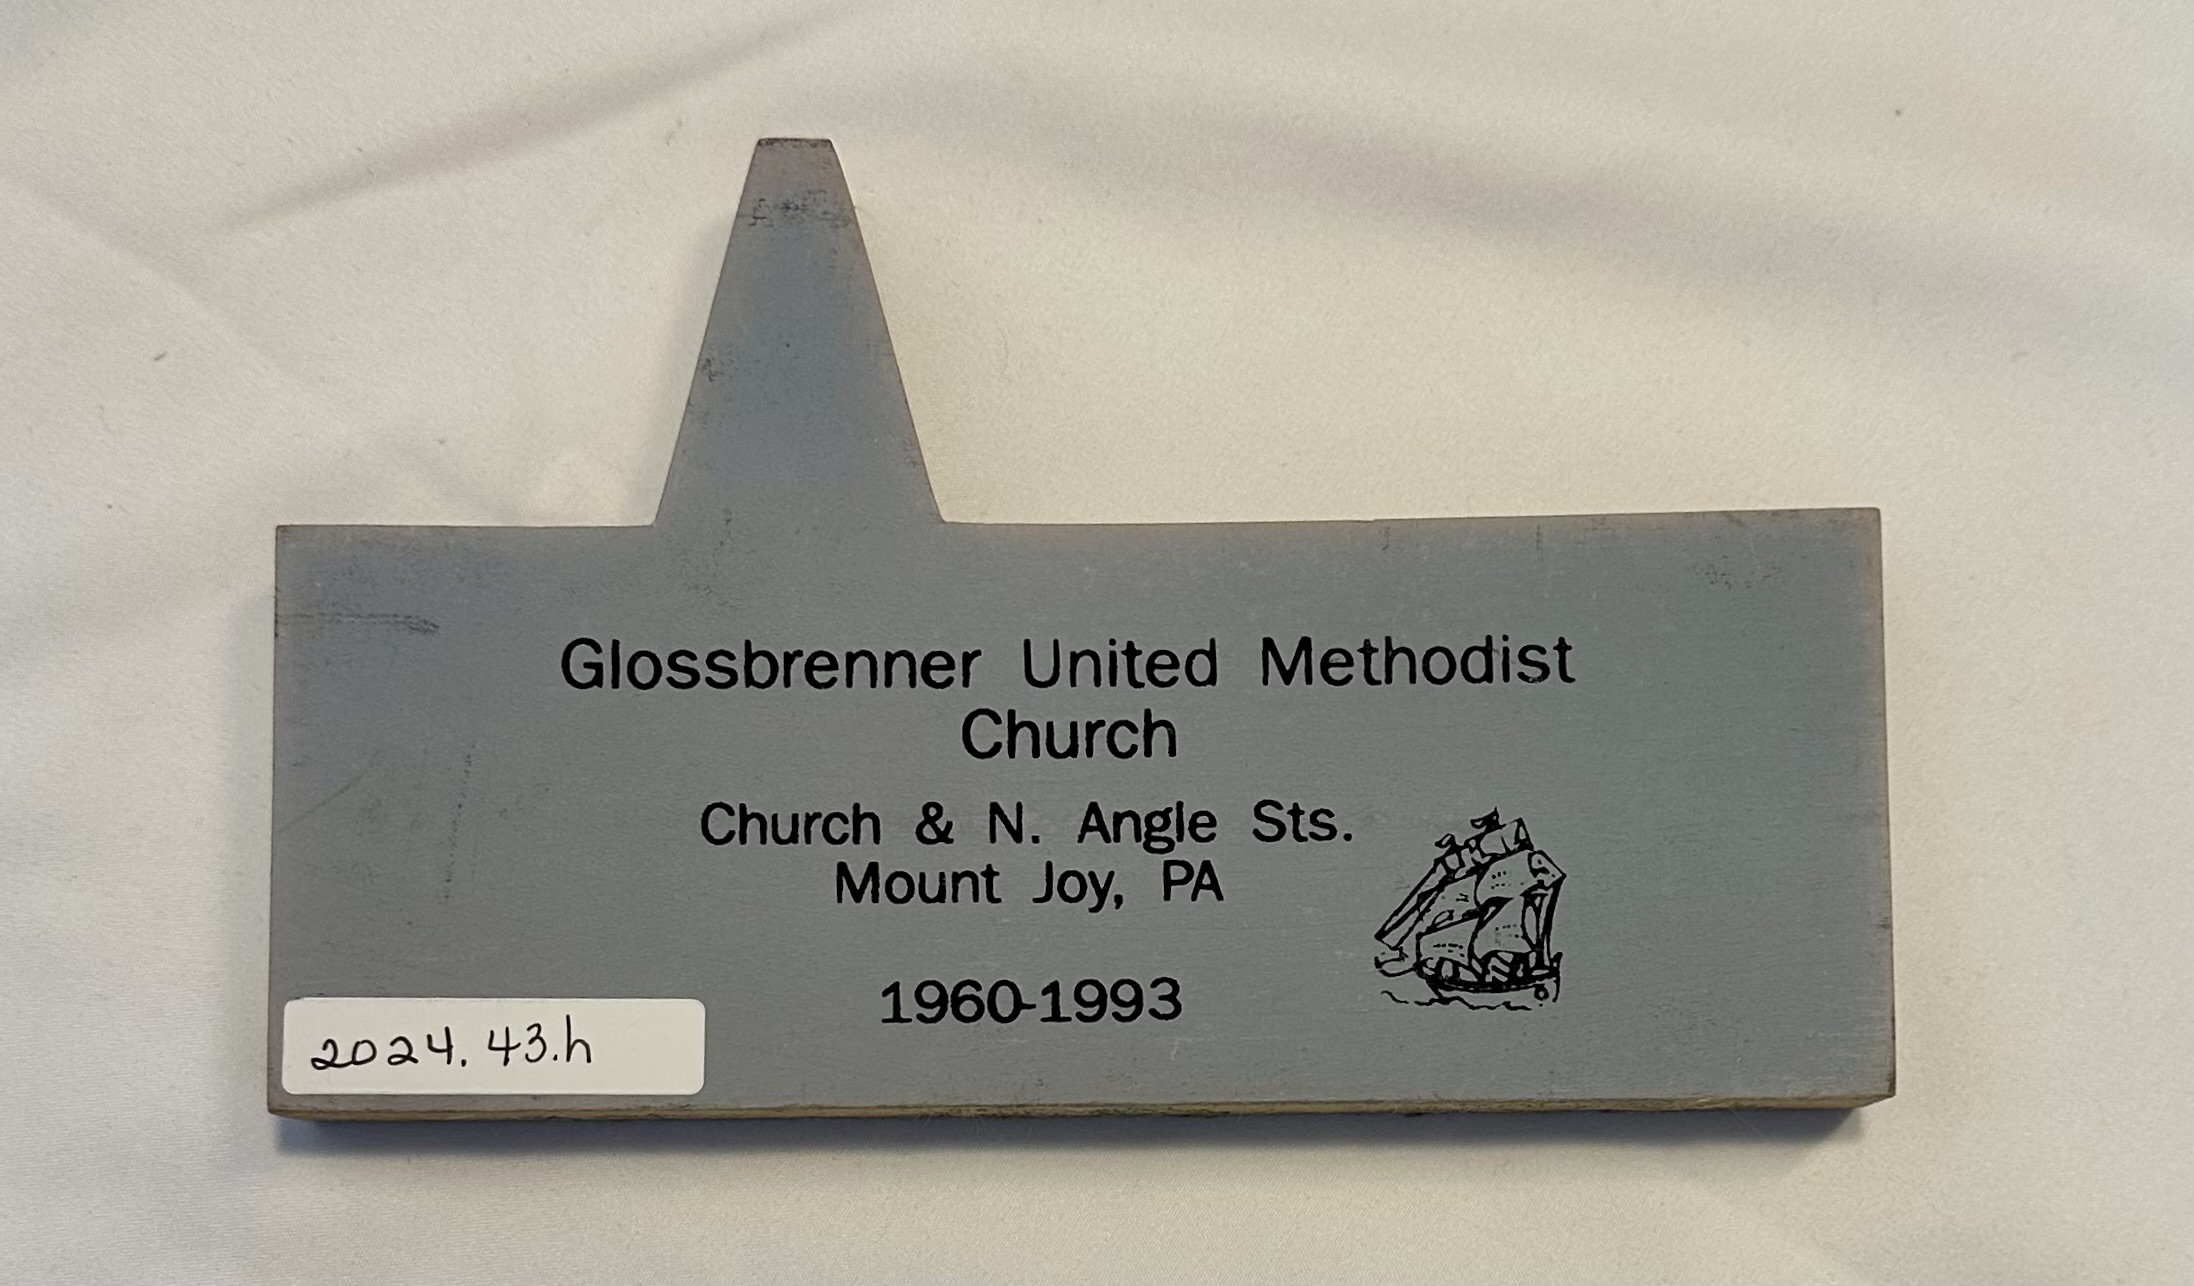 Glossbrenner United Methodist
Church
Church & N. Angle Sts.
Mount Joy, PA
1960-1993
2024.43.h